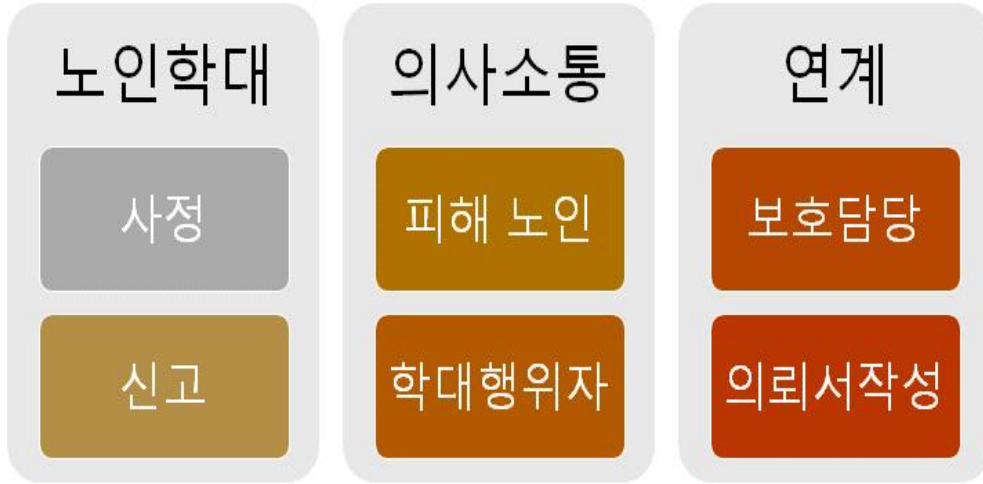 노인학대
사정
신고
의사소통
피해 노인
학대행위자
연계
보호담당
의뢰서작성